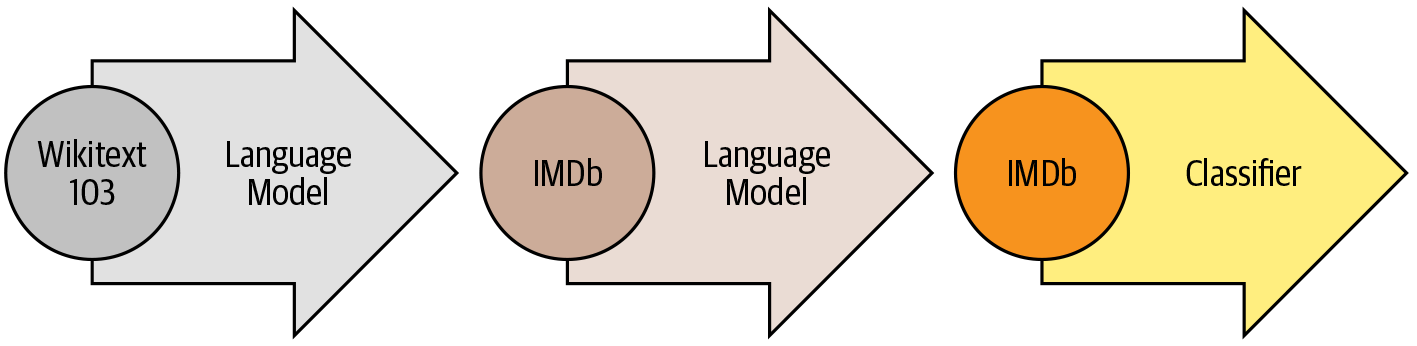 Wikitext
103
Language
Model
IMDb
Language
Model
IMDb
Classifier